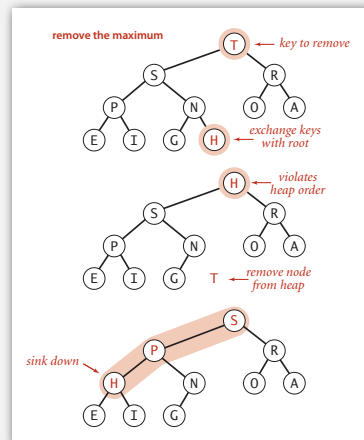 remove the maximum
T
key to remove
S
R
P
N
O
A
E
I
G
H
exchange keys
with root
H
violates
heap order
S
R
P
N
O
A
E
I
G
T
remove node
from heap
S
P
R
sink down
H
N
O
A
E
I
G